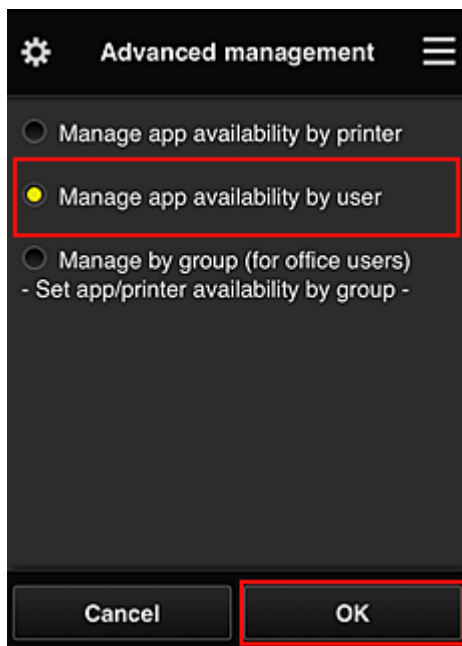 Advanced management
Manage app availability by printer
Manage app availability by user
Manage by group (for office users)
- Set app/printer availability by group -
Cancel
OK